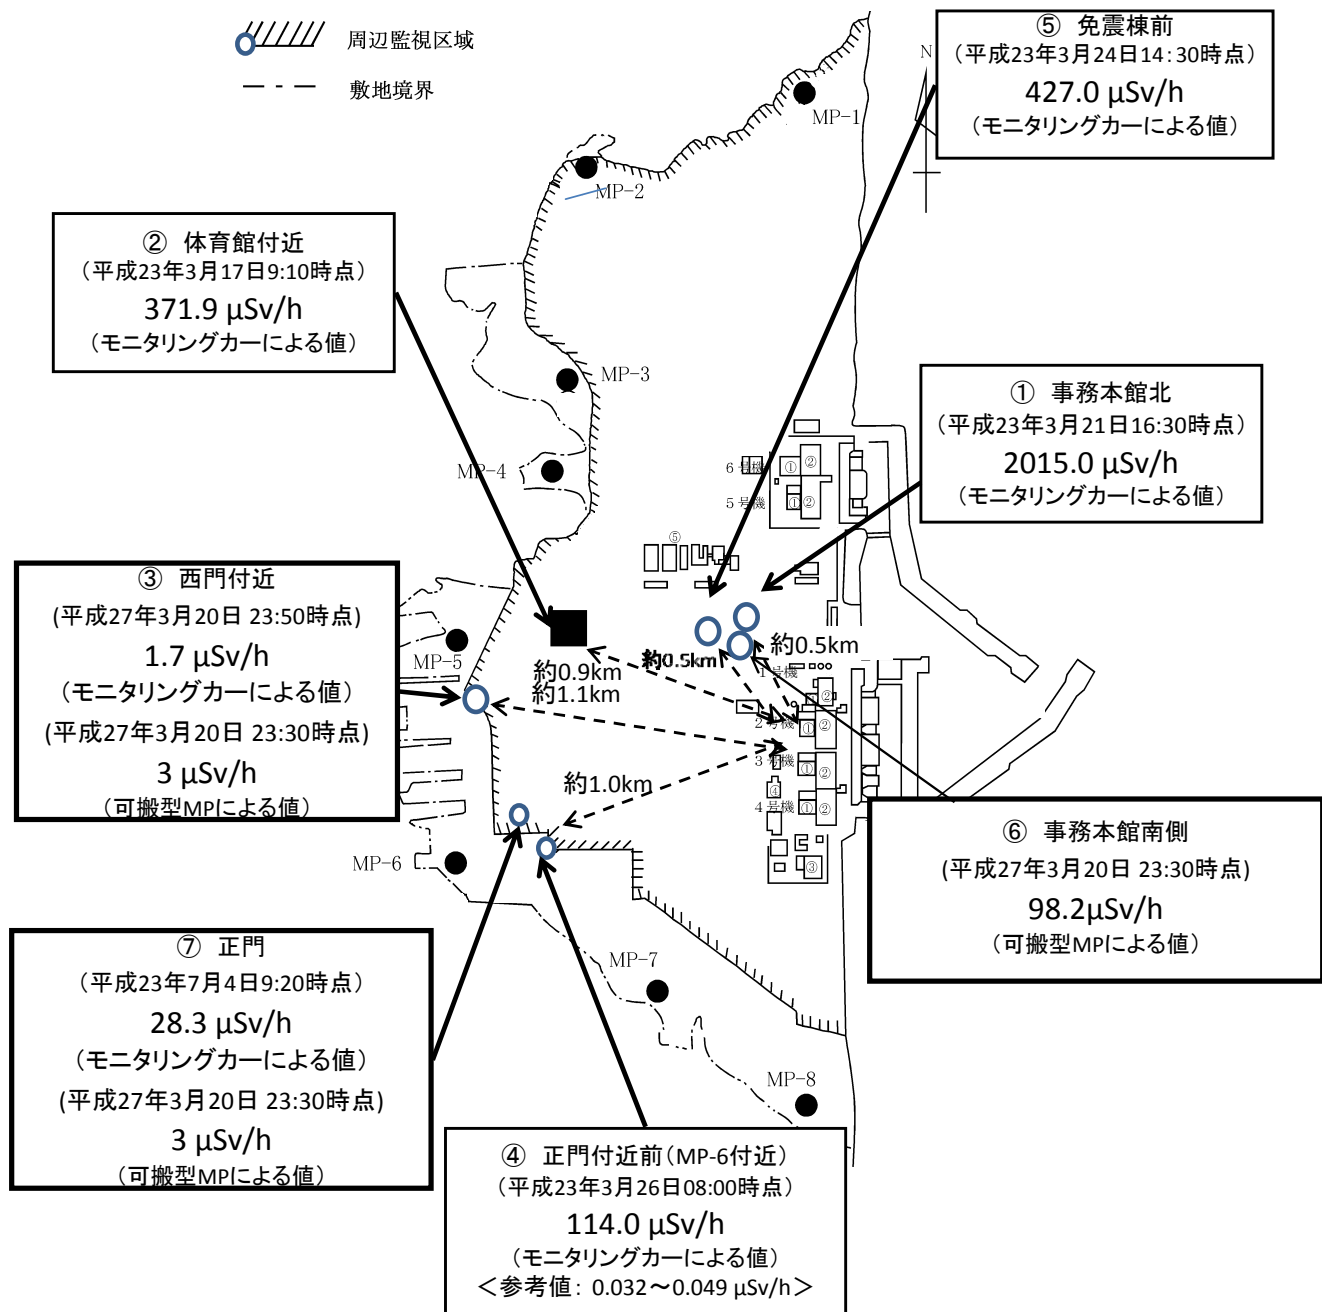 周辺監視区域
敷地境界
⑤ 免震棟前
（平成23年3月24日14:30時点）
427.0 μSv/h
（モニタリングカーによる値）
N
MP-1
MP-2
② 体育館付近
（平成23年3月17日9:10時点）
371.9 μSv/h
（モニタリングカーによる値）
MP-3
① 事務本館北
（平成23年3月21日16:30時点）
2015.0 μSv/h
（モニタリングカーによる値）
MP-4
6号機
①
②
5号機
①
②
⑤
③ 西門付近
(平成27年3月20日 23:50時点)
1.7 μSv/h
（モニタリングカーによる値）
(平成27年3月20日 23:30時点)
3 μSv/h
（可搬型MPによる値）
MP-5
約0.9km
約1.1km
約0.5km
約0.5km
1号機
②
2号機
①
②
3号機
①
②
約1.0km
④
4号機
①
②
③
MP-6
⑥ 事務本館南側
(平成27年3月20日 23:30時点)
98.2μSv/h
（可搬型MPによる値）
⑦ 正門
（平成23年7月4日9:20時点）
28.3 μSv/h
（モニタリングカーによる値）
(平成27年3月20日 23:30時点)
3 μSv/h
（可搬型MPによる値）
MP-7
MP-8
④ 正門付近前（MP-6付近）
（平成23年3月26日08:00時点）
114.0 μSv/h
（モニタリングカーによる値）
＜参考値: 0.032～0.049 μSv/h＞